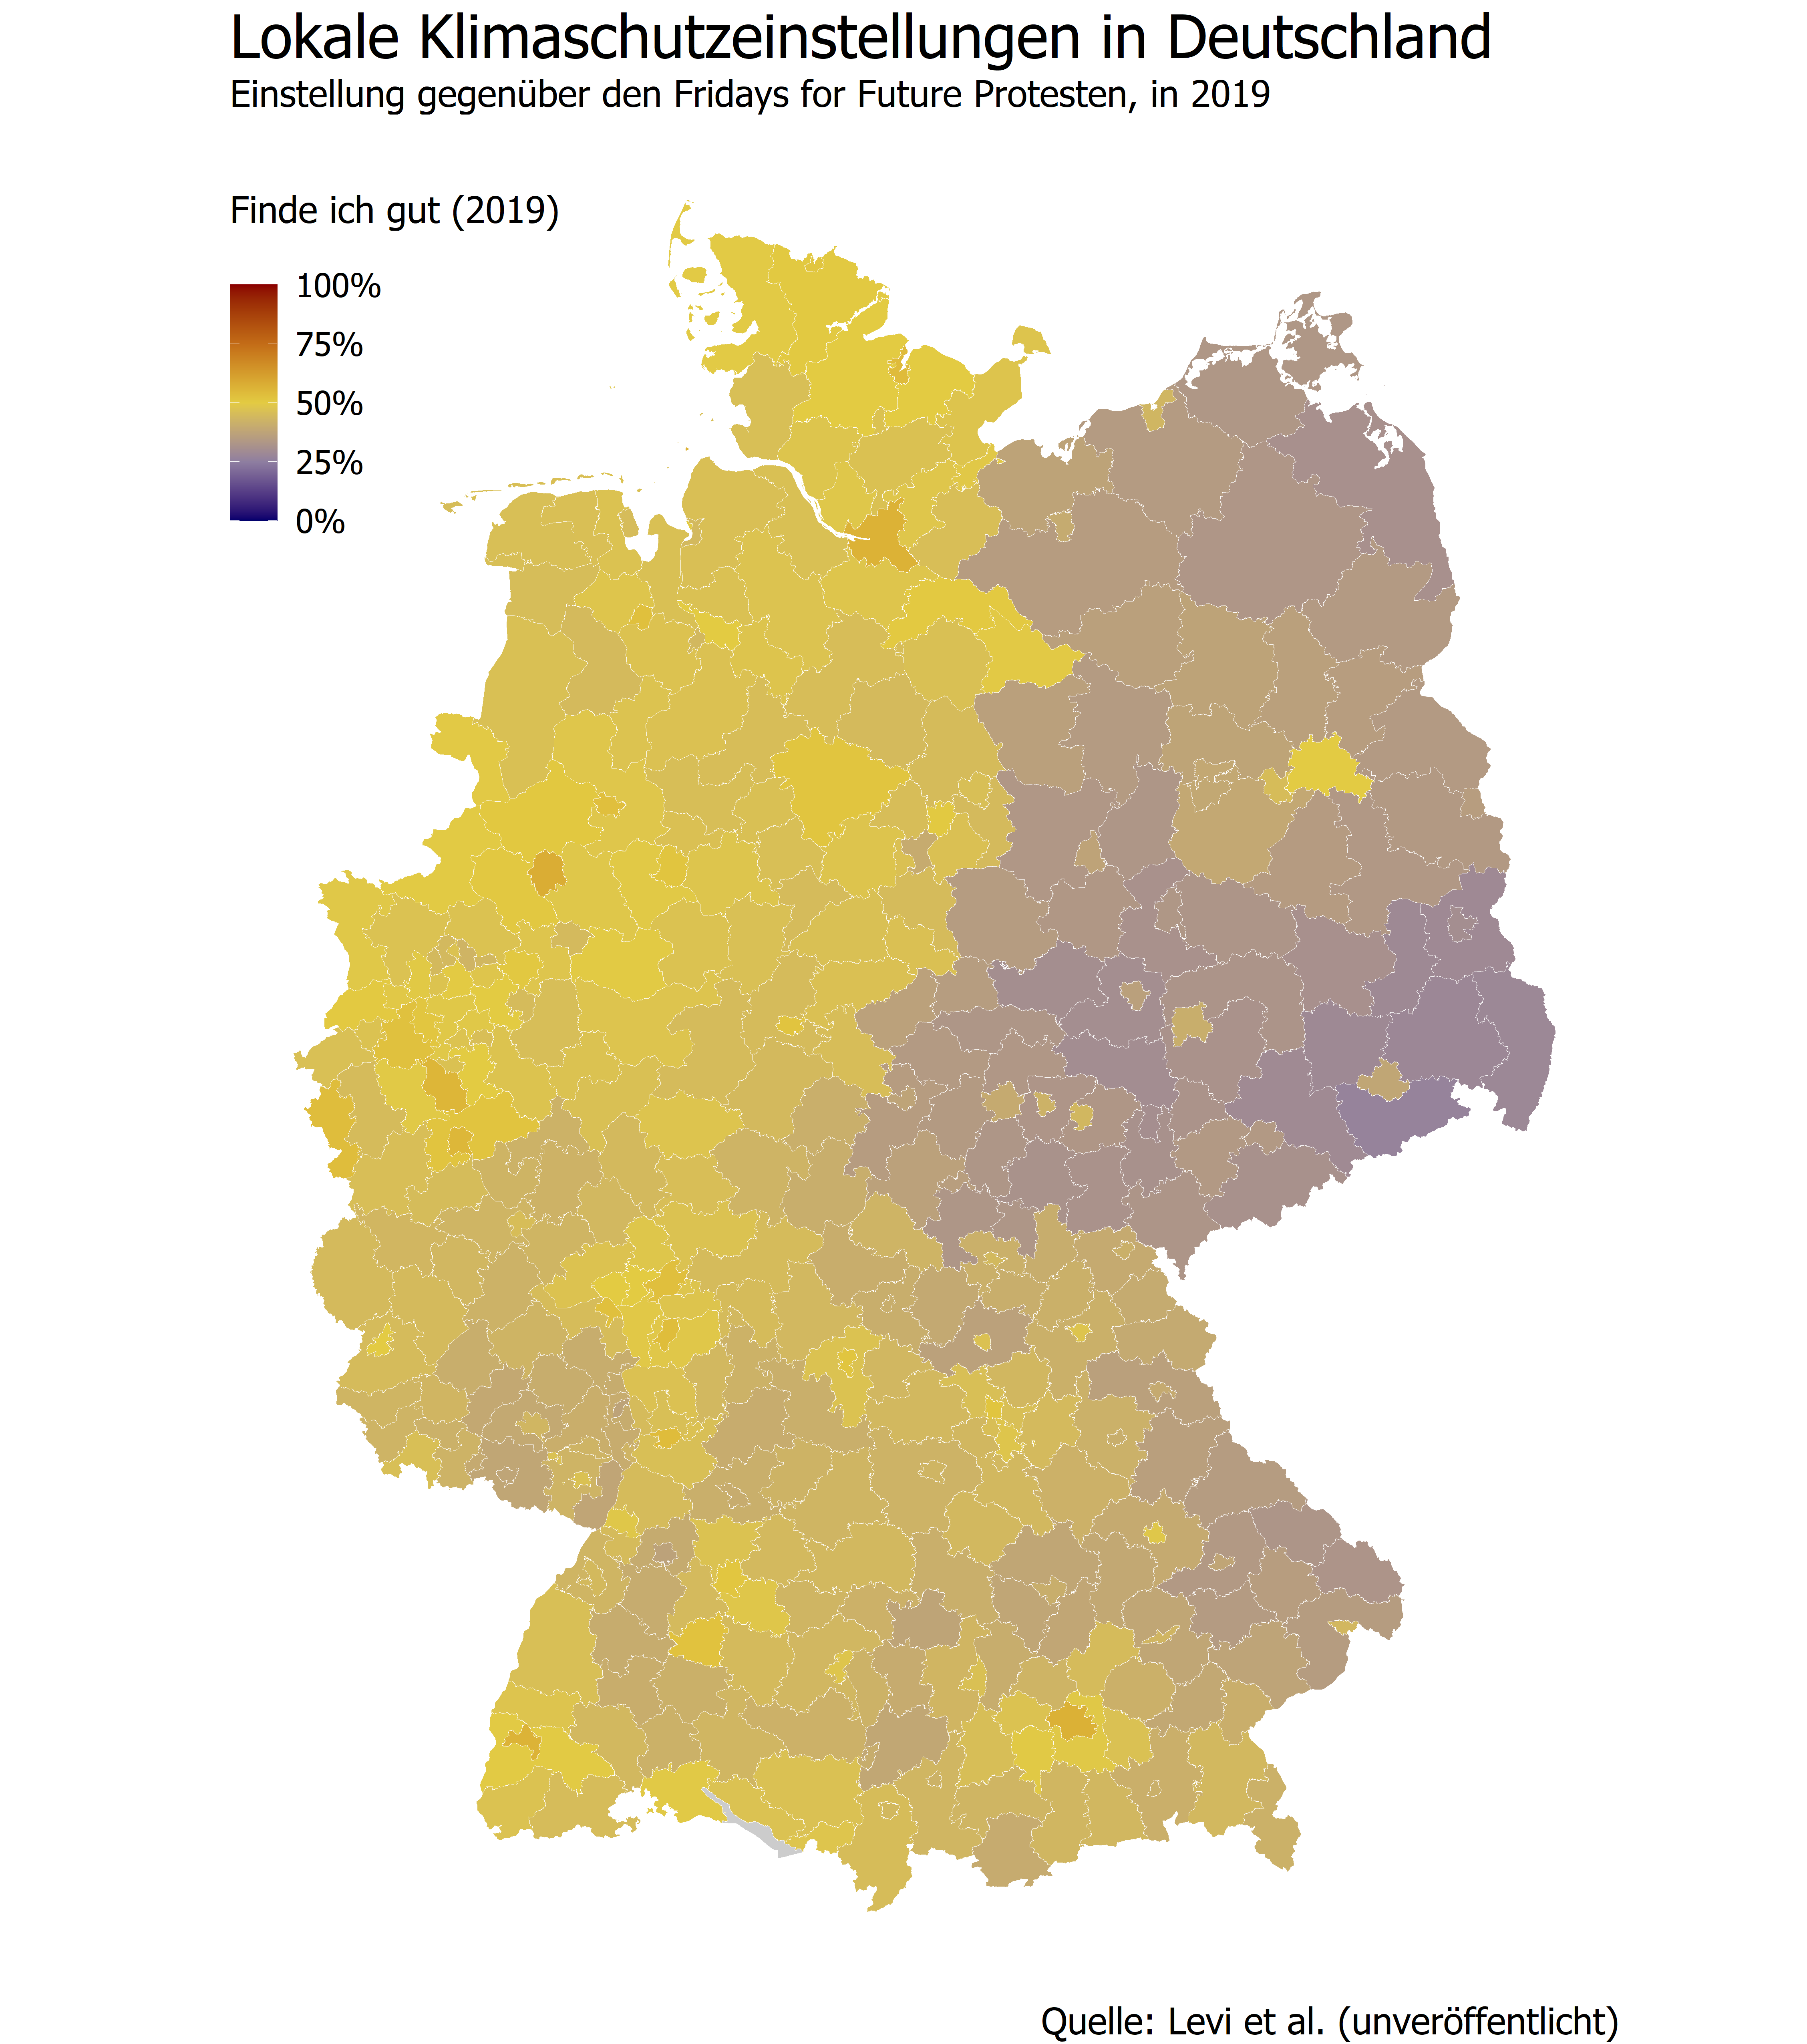 Lokale Klimaschutzeinstellungen in Deutschland
Einstellung gegenüber den Fridays for Future Protesten, in 2019
Finde ich gut (2019)
100%
75%
50%
25%
0%
Quelle: Levi et al. (unveröffentlicht)